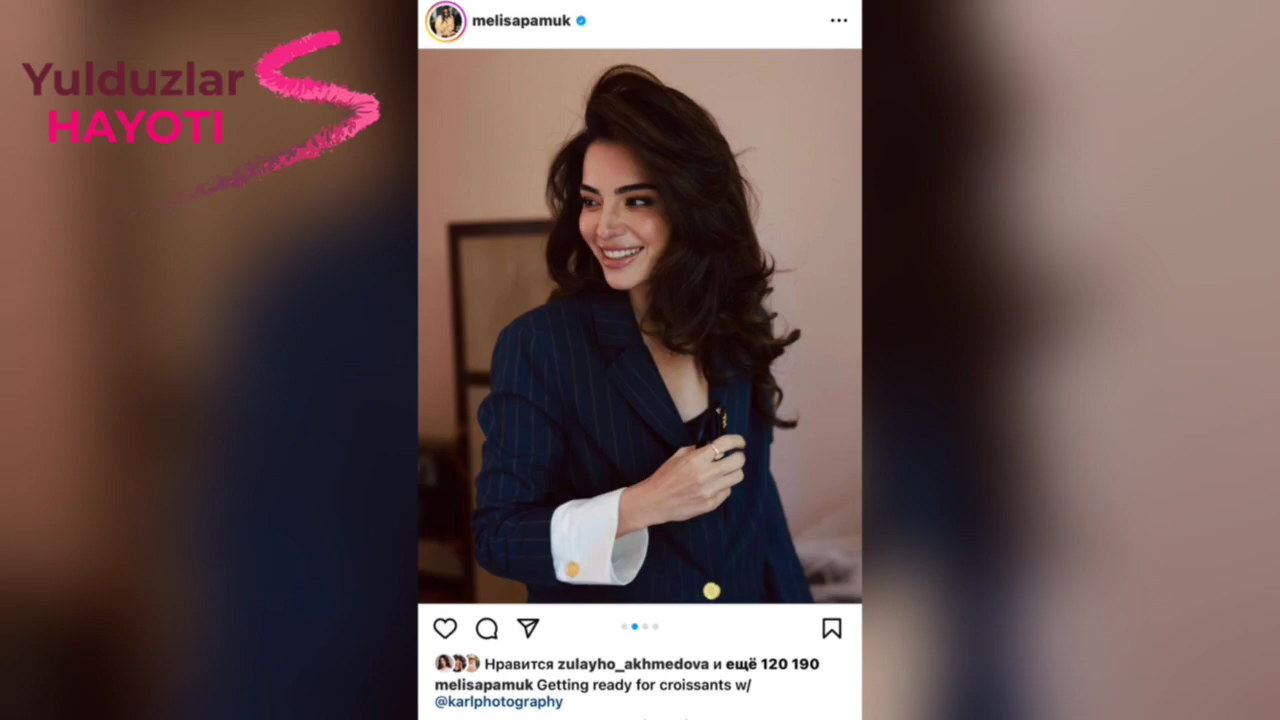 Yulduzlar
HAYOTI
melisapamuk
Нравится zulayho_akhmedova и ещё 120 190
melisapamuk Getting ready for croissants w/
@karlphotography